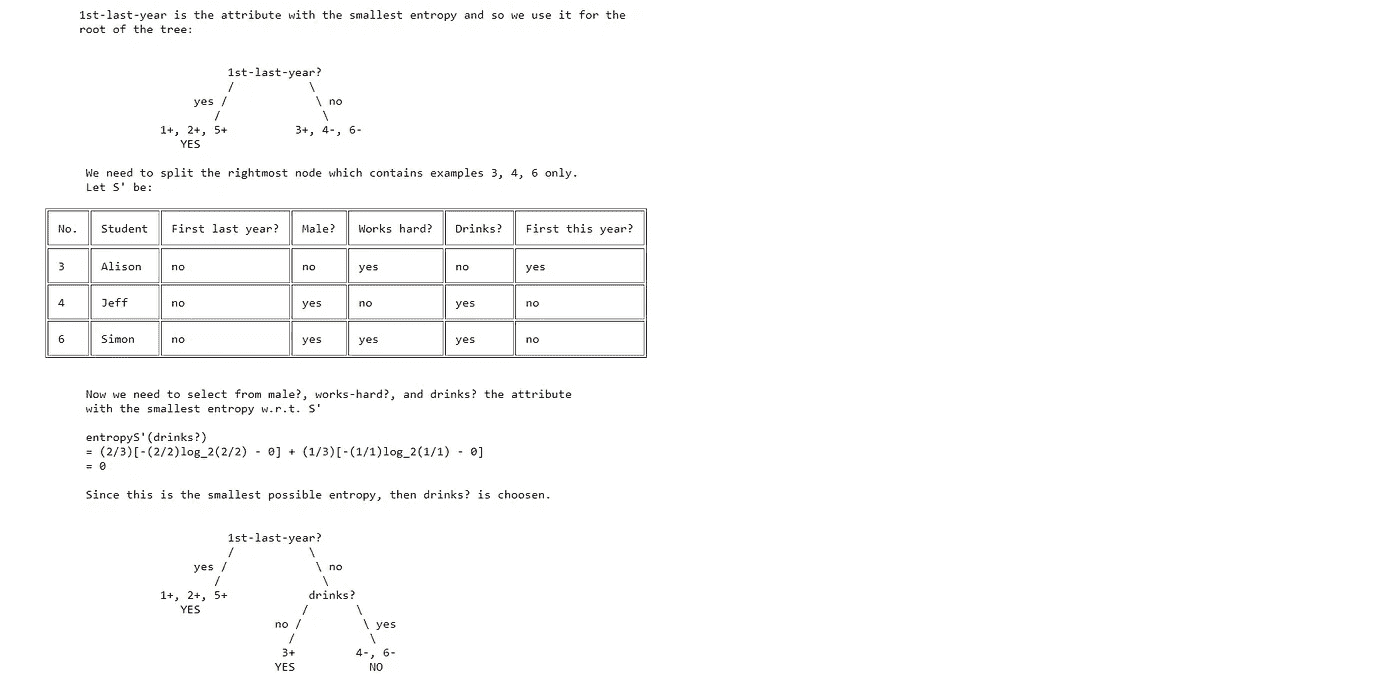 1st-last-year is the attribute with the smallest entropy and so we use it for the
root of the tree:
1st-last-year?
/ \
yes / \ no
/ \
1+, 2+, 5+ 3+, 4-, 6-
YES
We need to split the rightmost node which contains examples 3, 4, 6 only.
Let S' be:
No. Student First last year? Male? Works hard? Drinks? First this year?
3 Alison no no yes no yes
4 Jeff no yes no yes no
6 Simon no yes yes yes no
Now we need to select from male?, works-hard?, and drinks? the attribute
with the smallest entropy w.r.t. S'
entropyS'(drinks?)
= (2/3)[-(2/2)log_2(2/2) - 0] + (1/3)[-(1/1)log_2(1/1) - 0]
= 0
Since this is the smallest possible entropy, then drinks? is choosen.
1st-last-year?
/ \
yes / \ no
/ \
1+, 2+, 5+ drinks?
YES / \
no / \ yes
/ \
3+ 4-, 6-
YES NO